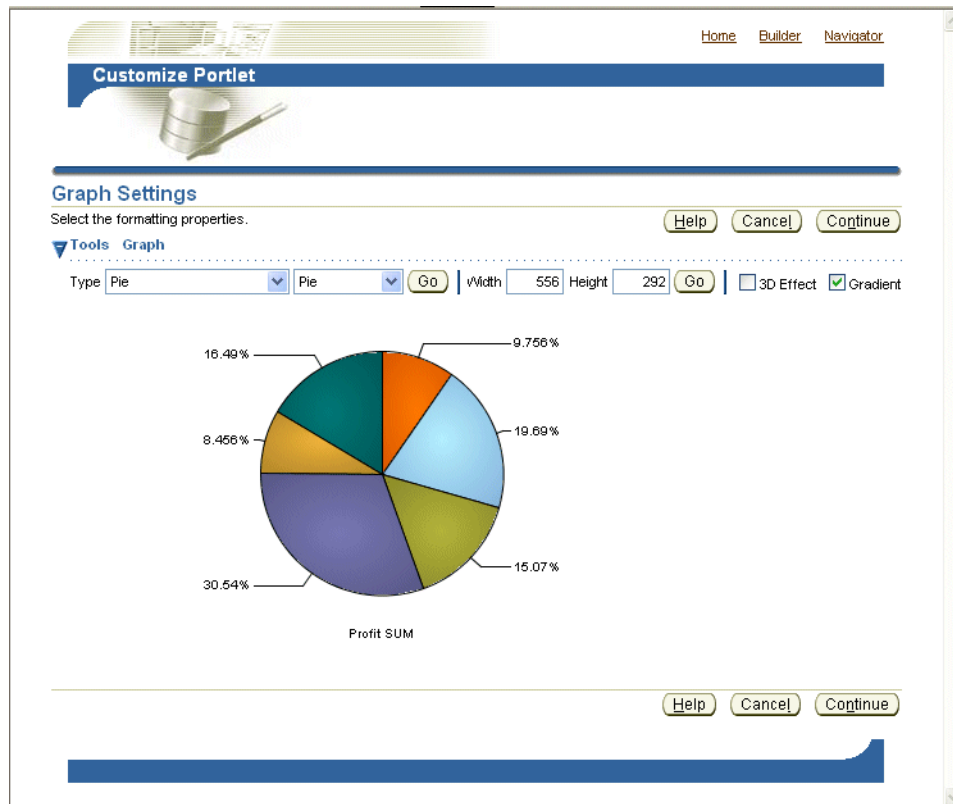 Home Builder Navigator
Customize Portlet
Graph Settings
Select the formatting properties.
Help Cancel Continue
Tools Graph
Type Pie Pie Go Width 556 Height 292 Go 3D Effect Gradient
9.756%
16.49%
19.69%
8.456%
15.07%
30.54%
Profit SUM
Help Cancel Continue